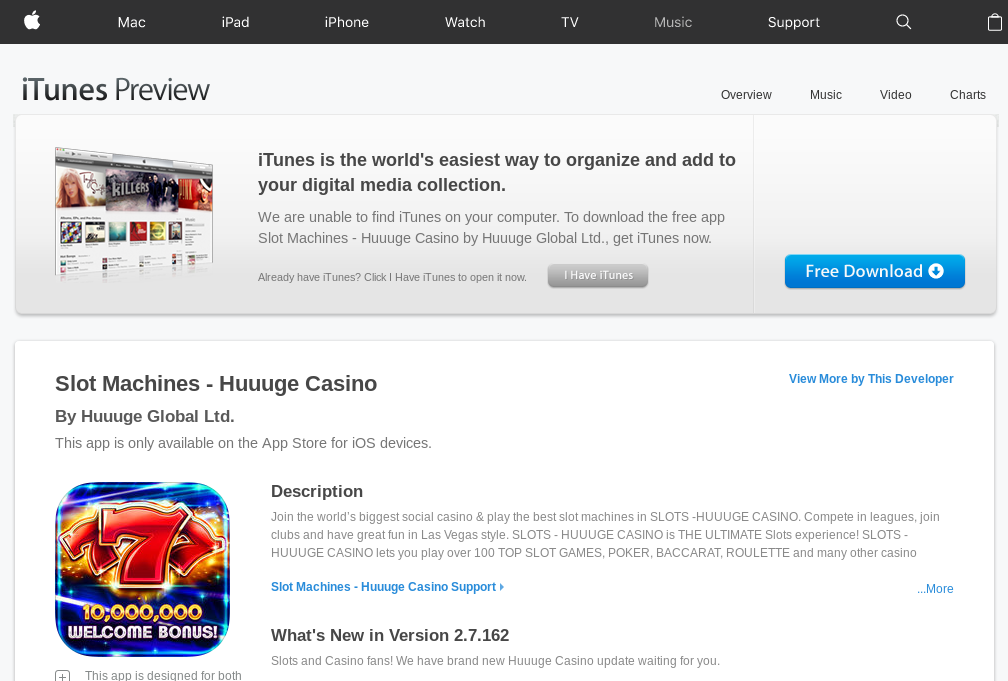 Mac iPad iPhone Watch TV Music Support
iTunes Preview
Overview Music Video Charts
iTunes is the world's easiest way to organize and add to
your digital media collection.
We are unable to find iTunes on your computer. To download the free app
Slot Machines - Huuuge Casino by Huuuge Global Ltd., get iTunes now.
Already have iTunes? Click I Have iTunes to open it now.
I Have iTunes
Free Download
KILLERS
Slot Machines - Huuuge Casino
View More by This Developer
By Huuuge Global Ltd.
This app is only available on the App Store for iOS devices.
777
10,000,000
WELCOME BONUS!
Description
Join the world’s biggest social casino & play the best slot machines in SLOTS -HUUUGE CASINO. Compete in leagues, join
clubs and have great fun in Las Vegas style. SLOTS - HUUUGE CASINO is THE ULTIMATE Slots experience! SLOTS -
HUUUGE CASINO lets you play over 100 TOP SLOT GAMES, POKER, BACCARAT, ROULETTE and many other casino
Slot Machines - Huuuge Casino Support
...More
What's New in Version 2.7.162
Slots and Casino fans! We have brand new Huuuge Casino update waiting for you.
This app is designed for both